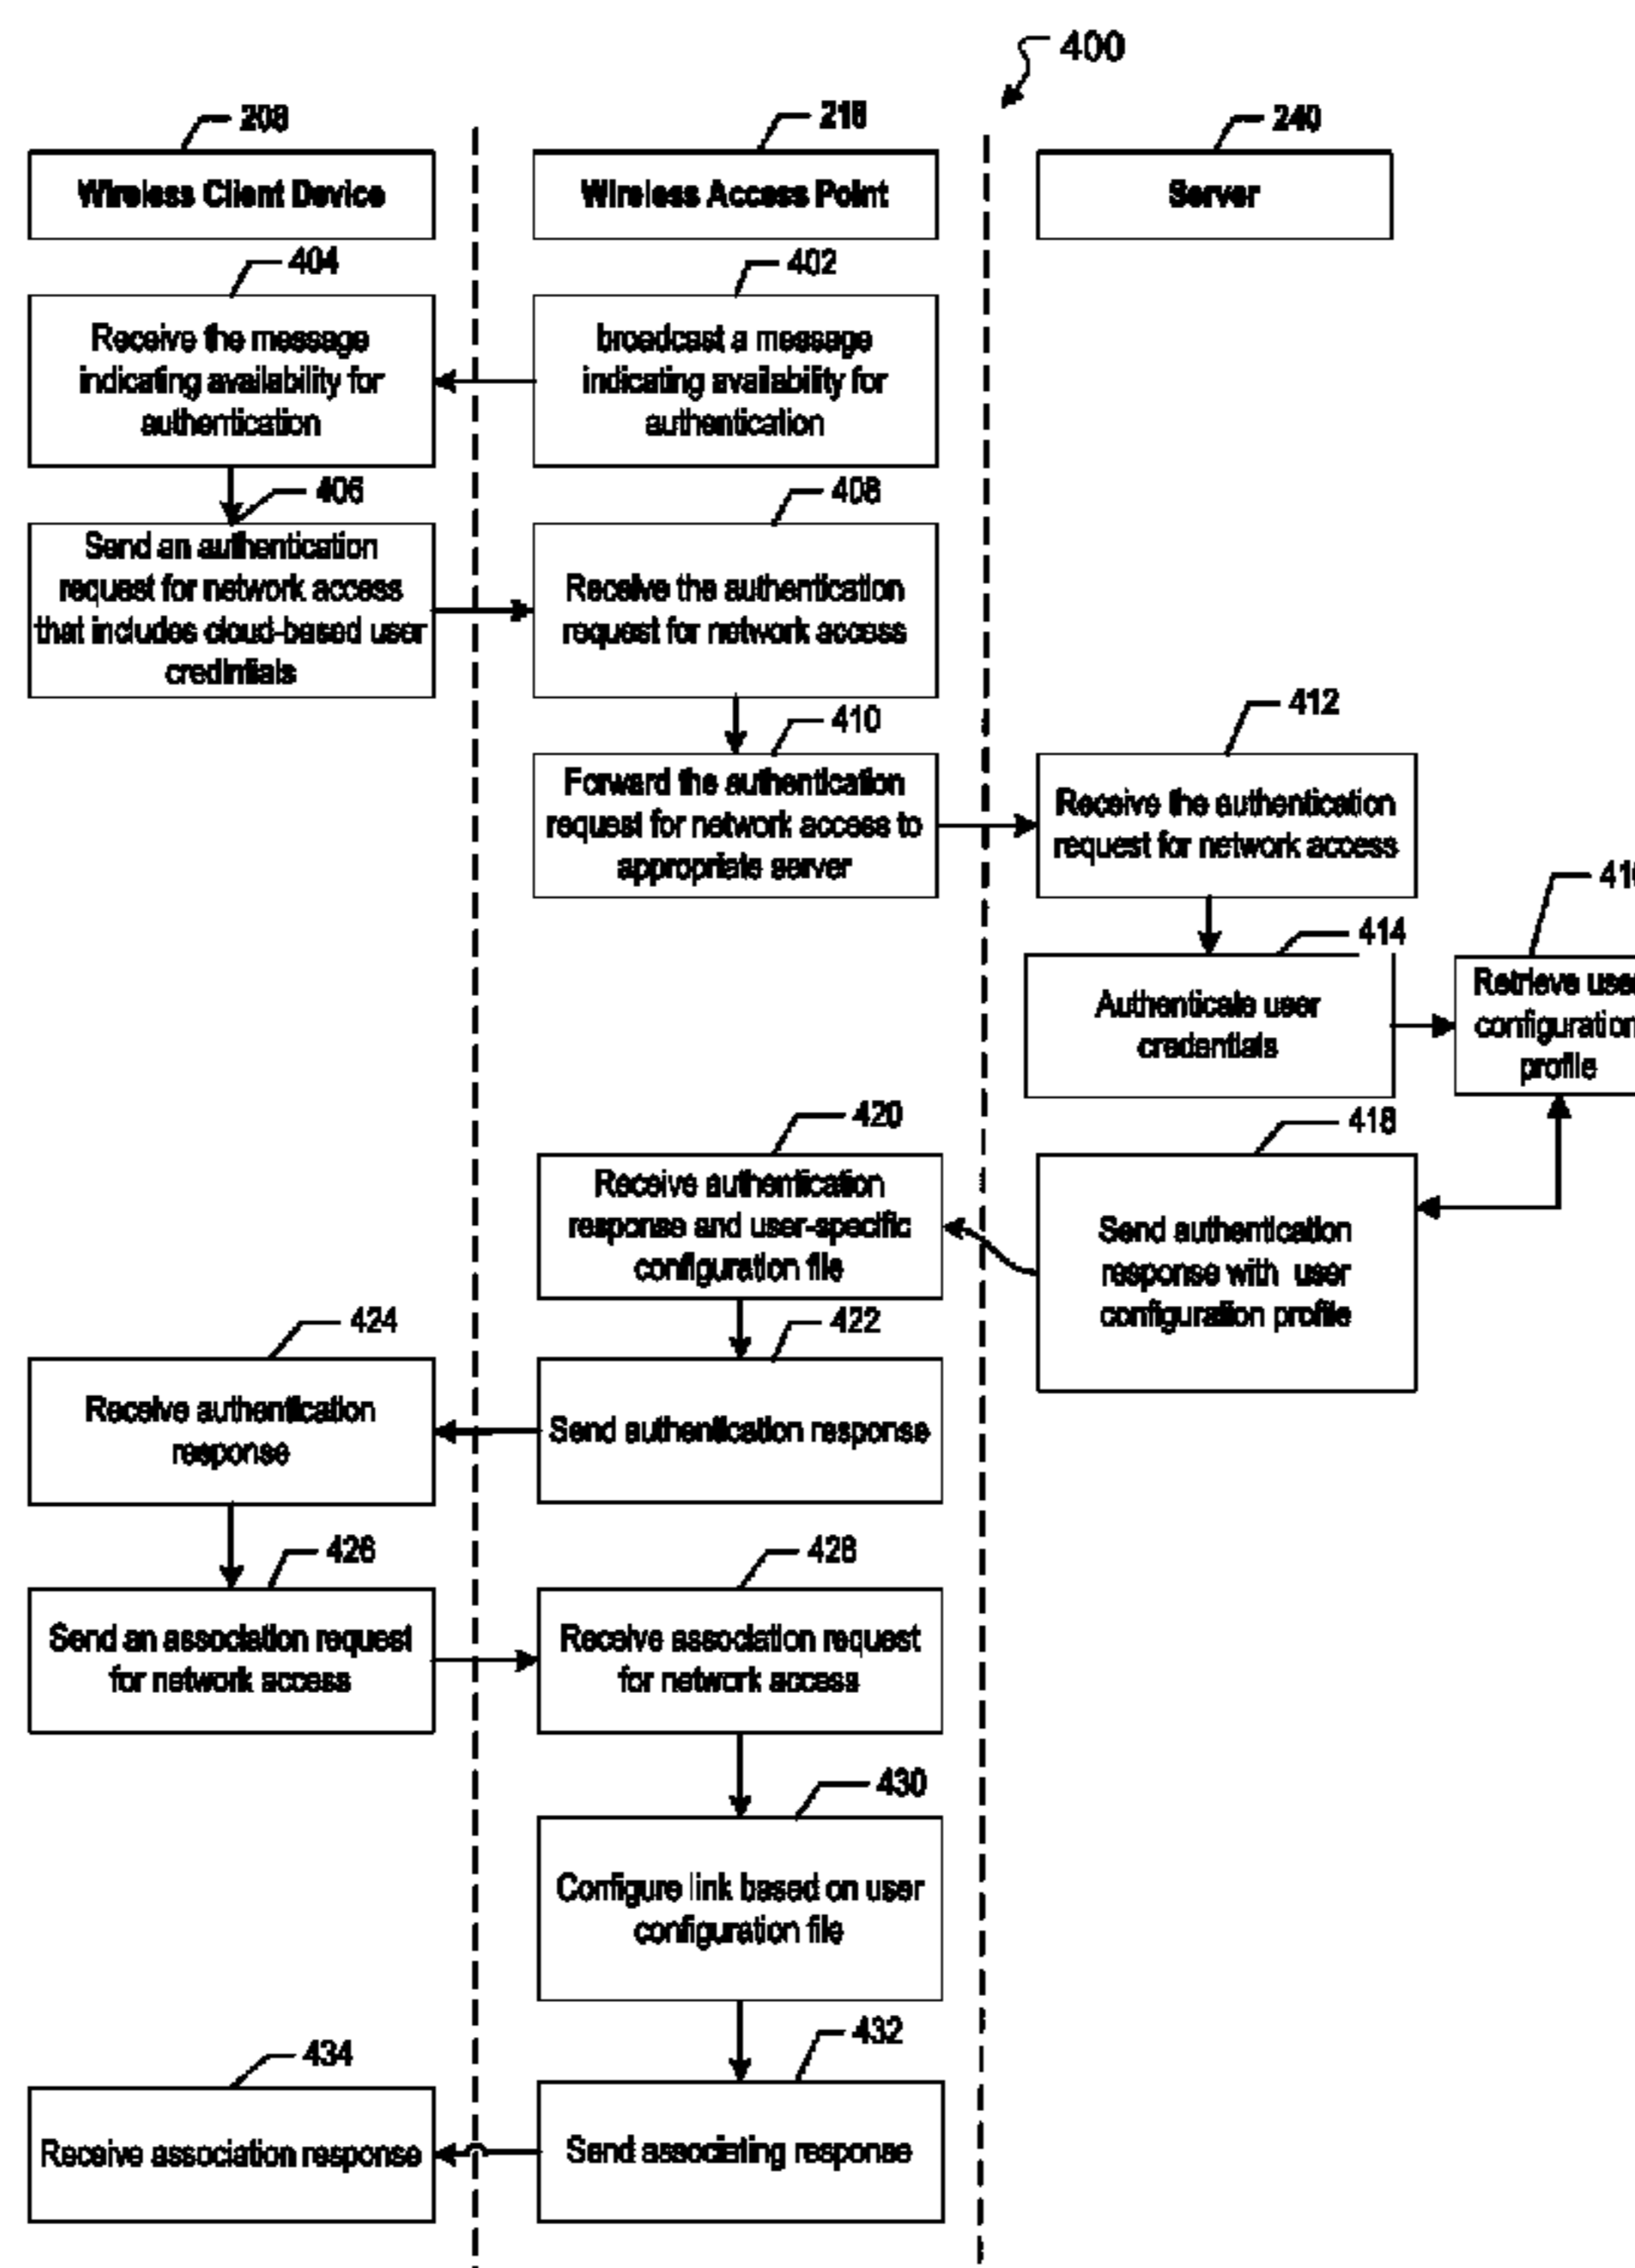 400
208
216
240
Wireless Client Device
Wireless Access Point
Server
404
402
Receive the message
indicating availability for
authentication
broadcast a message
indicating availability for
authentication
406
408
Send an authentication
request for network access
that includes cloud-based user
credintials
Receive the authentication
request for network access
410
412
Forward the authentication
request for network access to
appropriate server
Receive the authentication
request for network access
414
Authenticate user
credentials
Retrieve user
configuration
profile
420
418
Receive authentication
response and user-specific
configuration file
Send authentication
response with user
configuration profile
424
422
Receive authentication
response
Send authentication response
426
428
Send an association request
for network access
Receive association request
for network access
430
Configure link based on user
configuration file
434
432
Receive association response
Send associating response